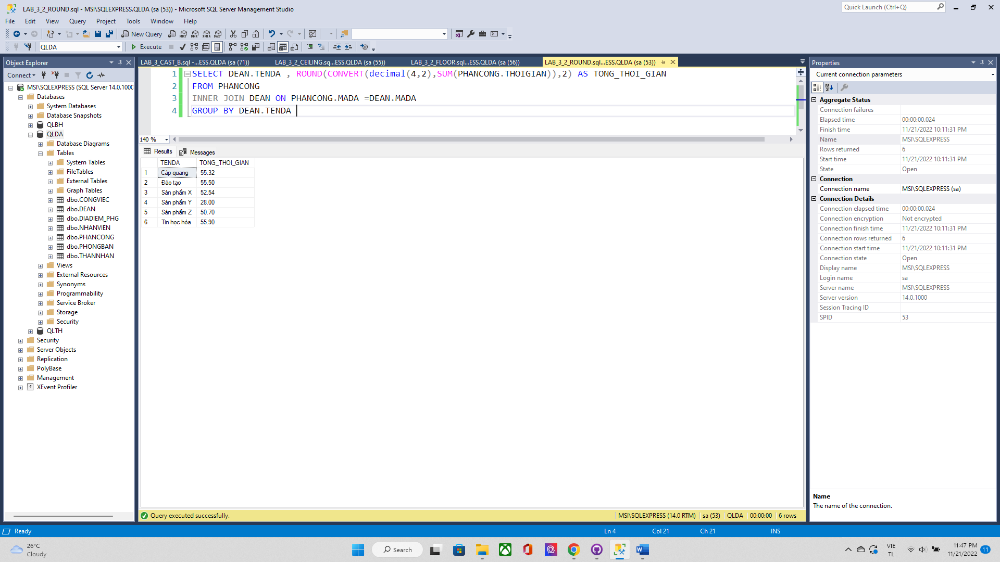 LAB_3_2_ROUND.sql - MSI\SQLEXPRESS.QLDA (sa (53)) - Microsoft SQL Server Management Studio
Quick Launch (Ctrl+Q)
File Edit View Query Project Tools Window Help
New Query
QLDA
Execute
Object Explorer
Connect
MSI\SQLEXPRESS (SQL Server 14.0.1000
Databases
System Databases
Database Snapshots
QLBH
QLDA
Database Diagrams
Tables
System Tables
FileTables
External Tables
Graph Tables
dbo.CONGVIEC
dbo.DEAN
dbo.DIADIEM_PHG
dbo.NHANVIEN
dbo.PHANCONG
dbo.PHONGBAN
dbo.THANNHAN
Views
External Resources
Synonyms
Programmability
Service Broker
Storage
Security
QLTH
Security
Server Objects
Replication
PolyBase
Management
XEvent Profiler
LAB_3_CAST_B.sql -...ESS.QLDA (sa (71))
LAB_3_2_CEILING.sq...ESS.QLDA (sa (55))
LAB_3_2_FLOOR.sql...ESS.QLDA (sa (56))
LAB_3_2_ROUND.sql...ESS.QLDA (sa (53))
1 SELECT DEAN.TENDA , ROUND(CONVERT(decimal(4,2),SUM(PHANCONG.THOIGIAN)),2) AS TONG_THOI_GIAN
2 FROM PHANCONG
3 INNER JOIN DEAN ON PHANCONG.MADA =DEAN.MADA
4 GROUP BY DEAN.TENDA
140 %
Results Messages
TENDA TONG_THOI_GIAN
1 Cáp quang 55.32
2 Đào tạo 55.50
3 Sản phẩm X 52.54
4 Sản phẩm Y 28.00
5 Sản phẩm Z 50.70
6 Tin học hóa 55.90
Query executed successfully.
MSI\SQLEXPRESS (14.0 RTM) sa (53) QLDA 00:00:00 6 rows
Properties
Current connection parameters
Aggregate Status
Connection failures
Elapsed time 00:00:00.024
Finish time 11/21/2022 10:11:31 PM
Name MSI\SQLEXPRESS
Rows returned 6
Start time 11/21/2022 10:11:31 PM
State Open
Connection
Connection name MSI\SQLEXPRESS (sa)
Connection Details
Connection elapsed time 00:00:00.024
Connection encryption Not encrypted
Connection finish time 11/21/2022 10:11:31 PM
Connection rows returned 6
Connection start time 11/21/2022 10:11:31 PM
Connection state Open
Display name MSI\SQLEXPRESS
Login name sa
Server name MSI\SQLEXPRESS
Server version 14.0.1000
Session Tracing ID
SPID 53
Name
The name of the connection.
Ready
Ln 4 Col 21 Ch 21 INS
26°C
Cloudy
Search
VIE
TL
11:47 PM
11/21/2022
11